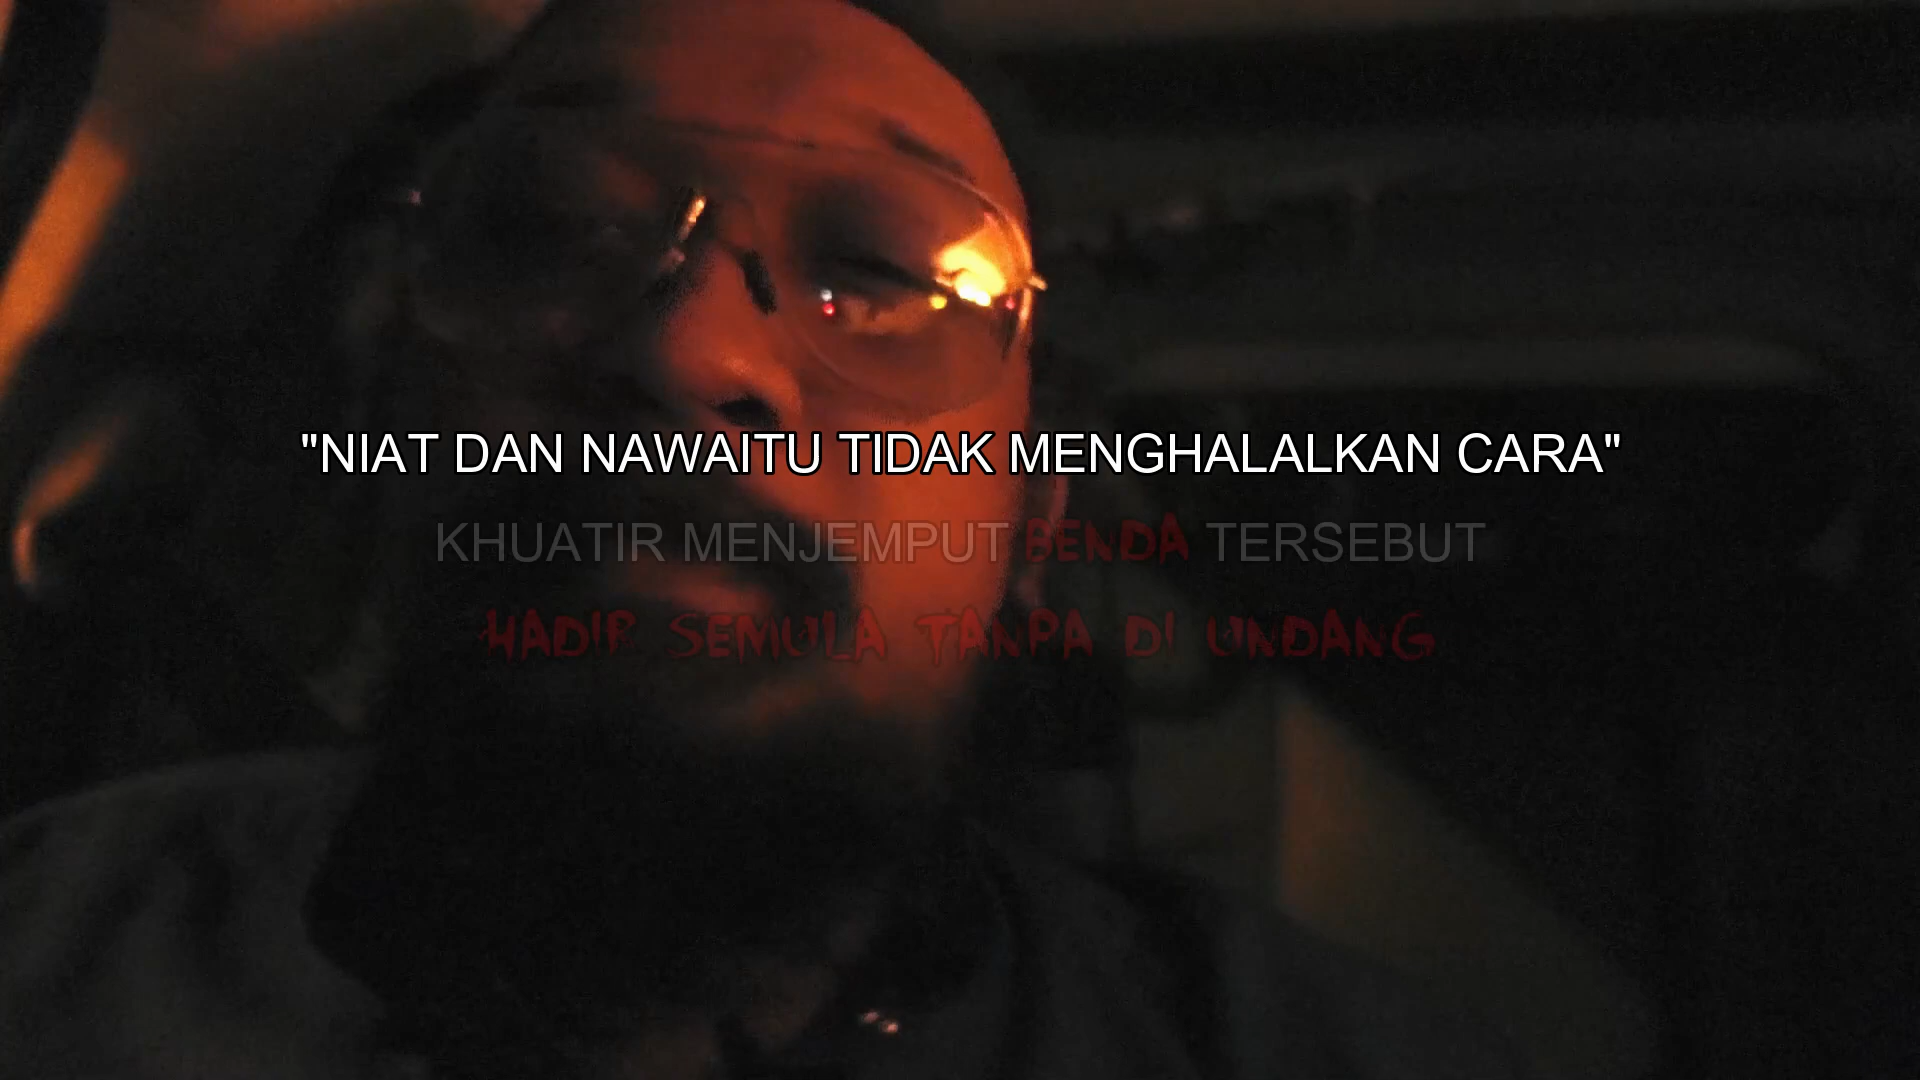 "NIAT DAN NAWAITU TIDAK MENGHALALKAN CARA"
KHUATIR MENJEMPUT BENDA TERSEBUT
HADIR SEMULA TANPA DI UNDANG